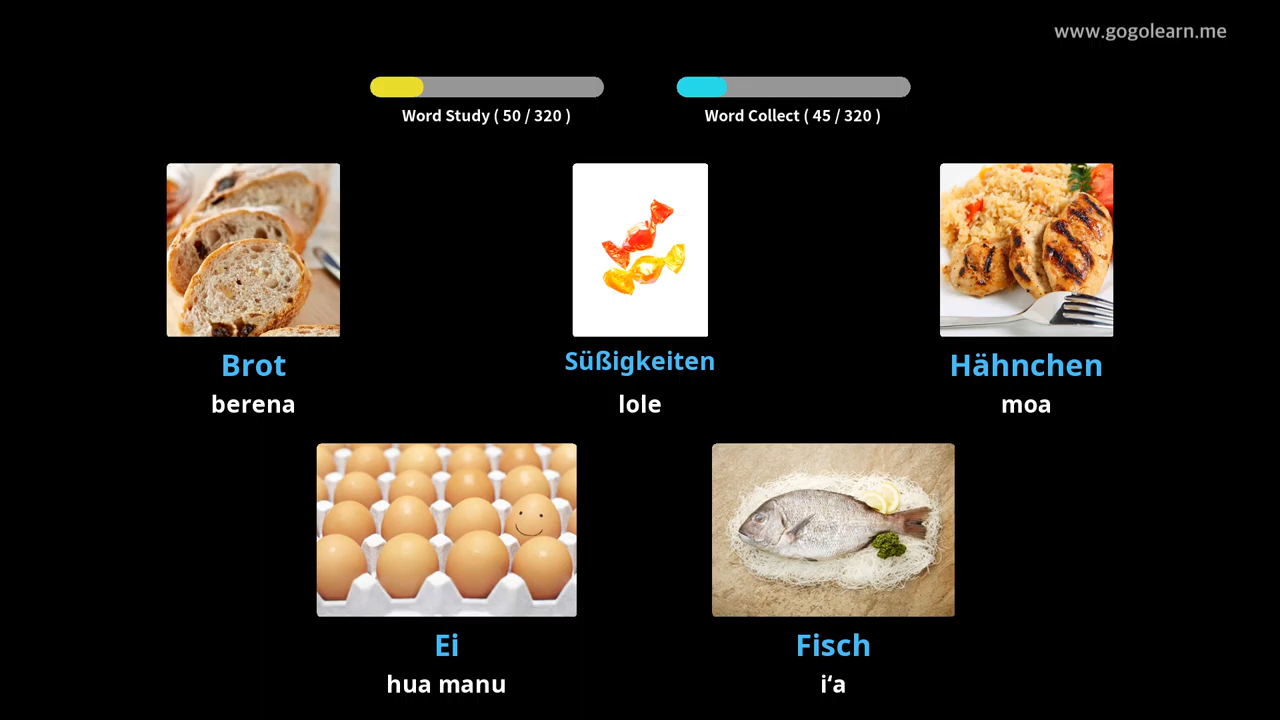 www.gogolearn.me
Word Study ( 50 / 320 )
Word Collect ( 45 / 320 )
Brot
berena
Süßigkeiten
lole
Hähnchen
moa
Ei
hua manu
Fisch
iʻa